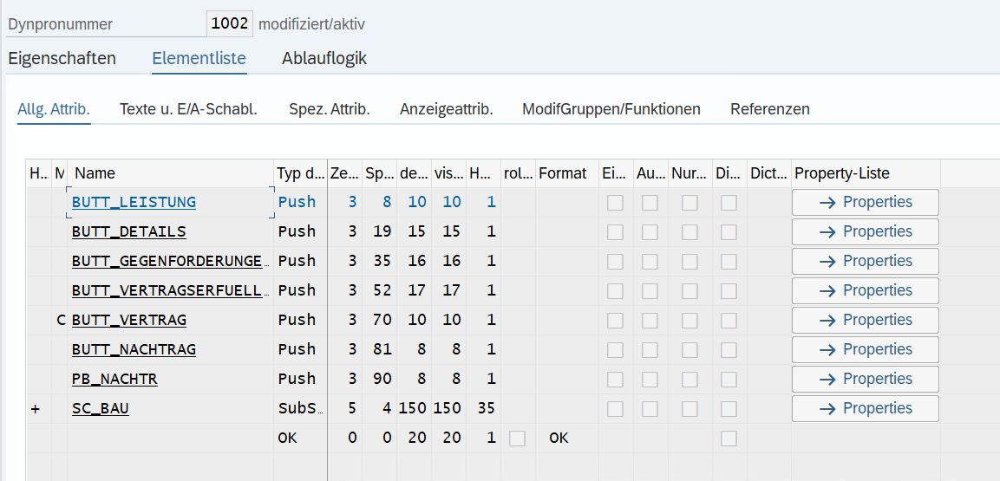 Dynpronummer 1002 modifiziert/aktiv
Eigenschaften Elementliste Ablauflogik
Allg. Attrib. Texte u. E/A-Schabl. Spez. Attrib. Anzeigeattrib. ModifGruppen/Funktionen Referenzen
H... M Name Typ d... Ze... Sp... de... vis... H... rol... Format Ei... Au... Nur... Di... Dict... Property-Liste
BUTT_LEISTUNG Push 3 8 10 10 1 → Properties
BUTT_DETAILS Push 3 19 15 15 1 → Properties
BUTT_GEGENFORDERUNGE... Push 3 35 16 16 1 → Properties
BUTT_VERTRAGSERFUELL... Push 3 52 17 17 1 → Properties
C BUTT_VERTRAG Push 3 70 10 10 1 → Properties
BUTT_NACHTRAG Push 3 81 8 8 1 → Properties
PB_NACHTR Push 3 90 8 8 1 → Properties
+ SC_BAU SubS... 5 4 150 150 35 → Properties
OK 0 0 20 20 1 OK